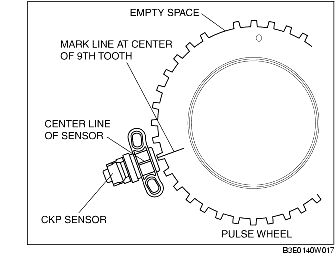 EMPTY SPACE
MARK LINE AT CENTER
OF 9TH TOOTH
CENTER LINE
OF SENSOR
CKP SENSOR
PULSE WHEEL
B3E0140W017